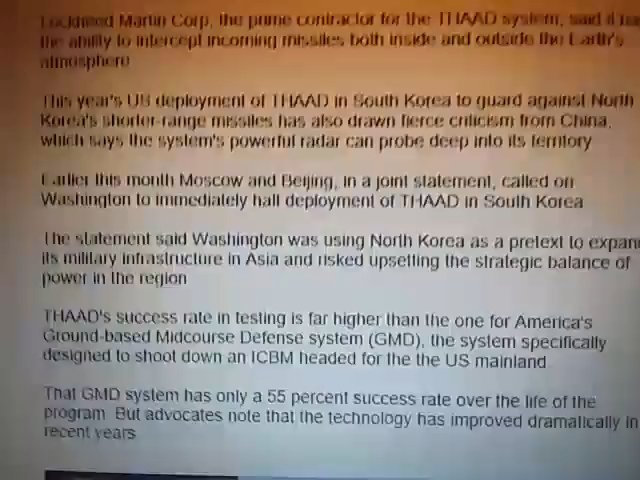 Lockheed Martin Corp, the prime contractor for the THAAD system, said it has
the ability to intercept incoming missiles both inside and outside the Earth's
atmosphere
This year's US deployment of THAAD in South Korea to guard against North
Korea's shorter-range missiles has also drawn fierce criticism from China,
which says the system's powerful radar can probe deep into its territory
Earlier this month Moscow and Beijing, in a joint statement, called on
Washington to immediately halt deployment of THAAD in South Korea
The statement said Washington was using North Korea as a pretext to expan
its military infrastructure in Asia and risked upsetting the strategic balance of
power in the region
THAAD's success rate in testing is far higher than the one for America's
Ground-based Midcourse Defense system (GMD), the system specifically
designed to shoot down an ICBM headed for the the US mainland
That GMD system has only a 55 percent success rate over the life of the
program. But advocates note that the technology has improved dramatically in
recent years